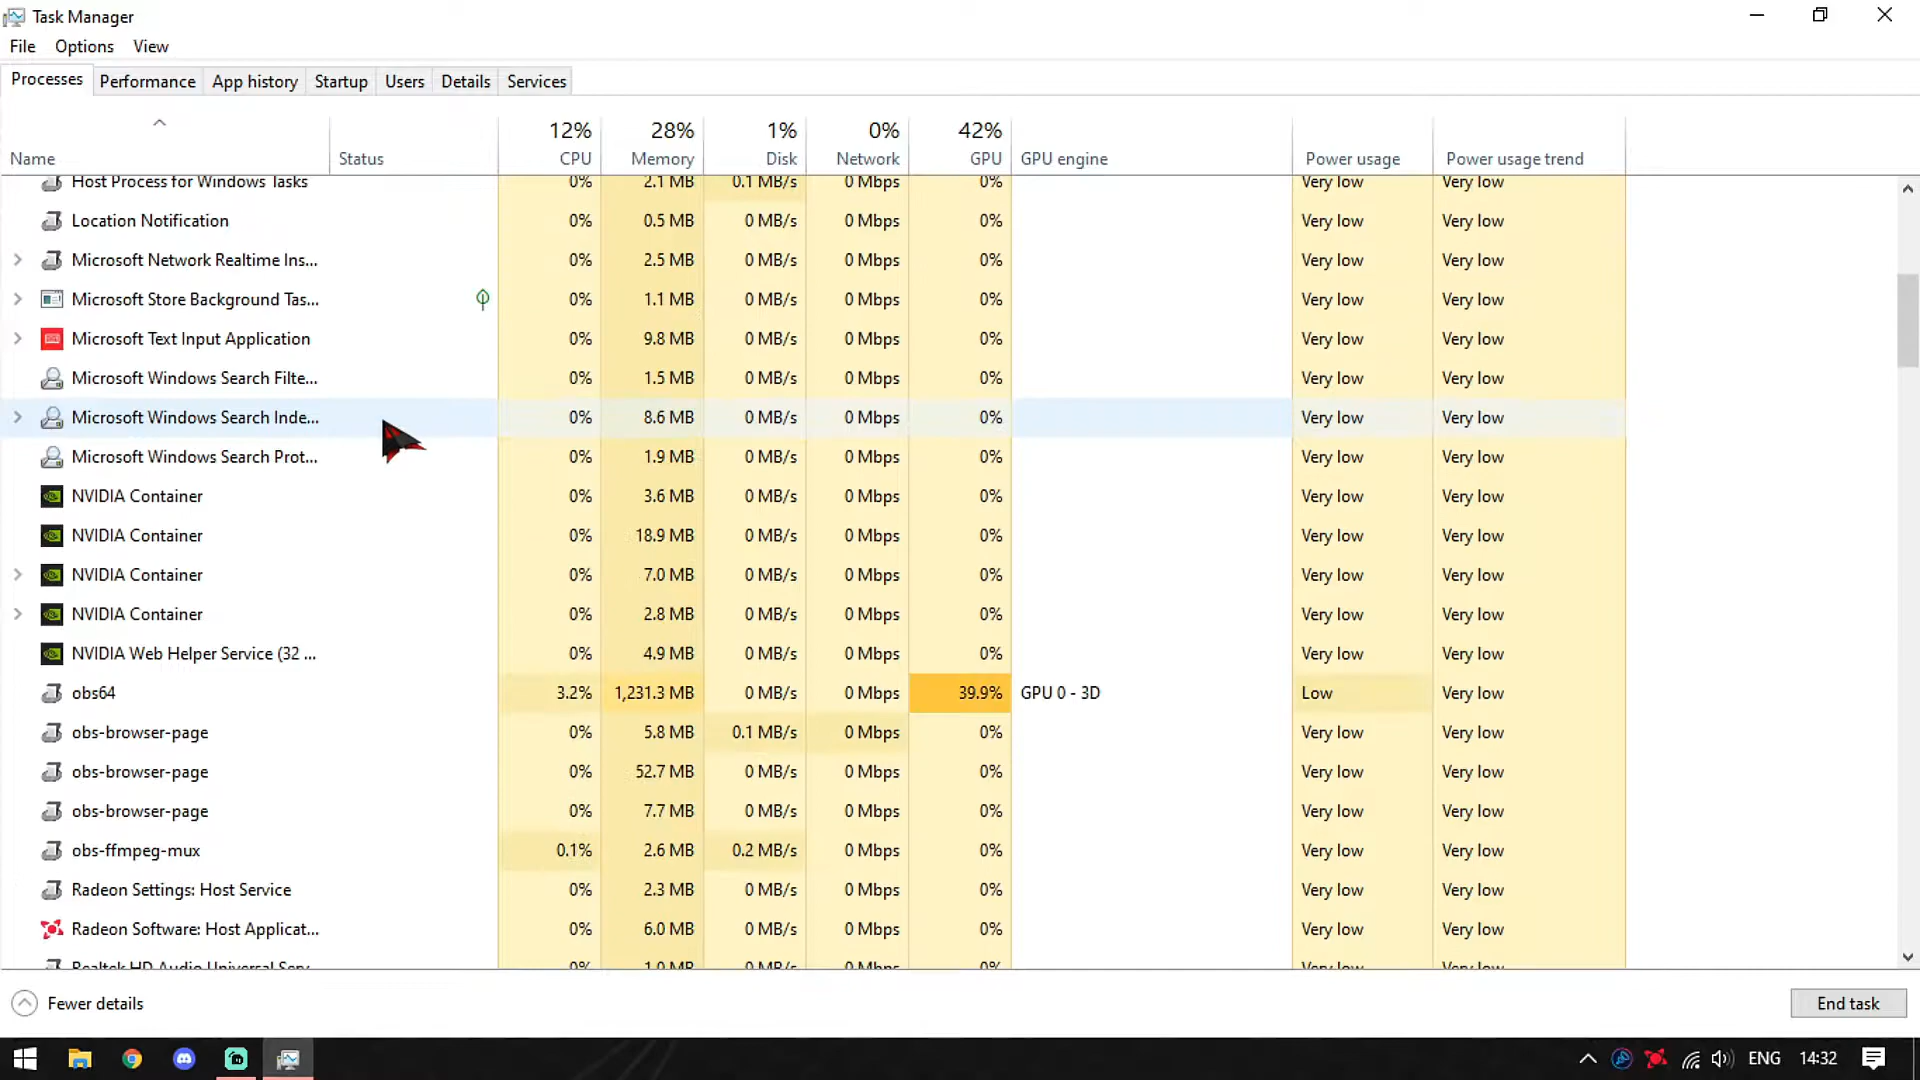 Task Manager
File Options View
Processes Performance App history Startup Users Details Services
12% 28% 1% 0% 42%
Name Status CPU Memory Disk Network GPU GPU engine Power usage Power usage trend
Host Process for Windows Tasks 0% 2.1 MB 0.1 MB/s 0 Mbps 0% Very low Very low
Location Notification 0% 0.5 MB 0 MB/s 0 Mbps 0% Very low Very low
Microsoft Network Realtime Ins... 0% 2.5 MB 0 MB/s 0 Mbps 0% Very low Very low
Microsoft Store Background Tas... 0% 1.1 MB 0 MB/s 0 Mbps 0% Very low Very low
Microsoft Text Input Application 0% 9.8 MB 0 MB/s 0 Mbps 0% Very low Very low
Microsoft Windows Search Filte... 0% 1.5 MB 0 MB/s 0 Mbps 0% Very low Very low
Microsoft Windows Search Inde... 0% 8.6 MB 0 MB/s 0 Mbps 0% Very low Very low
Microsoft Windows Search Prot... 0% 1.9 MB 0 MB/s 0 Mbps 0% Very low Very low
NVIDIA Container 0% 3.6 MB 0 MB/s 0 Mbps 0% Very low Very low
NVIDIA Container 0% 18.9 MB 0 MB/s 0 Mbps 0% Very low Very low
NVIDIA Container 0% 7.0 MB 0 MB/s 0 Mbps 0% Very low Very low
NVIDIA Container 0% 2.8 MB 0 MB/s 0 Mbps 0% Very low Very low
NVIDIA Web Helper Service (32 ... 0% 4.9 MB 0 MB/s 0 Mbps 0% Very low Very low
obs64 3.2% 1,231.3 MB 0 MB/s 0 Mbps 39.9% GPU 0 - 3D Low Very low
obs-browser-page 0% 5.8 MB 0.1 MB/s 0 Mbps 0% Very low Very low
obs-browser-page 0% 52.7 MB 0 MB/s 0 Mbps 0% Very low Very low
obs-browser-page 0% 7.7 MB 0 MB/s 0 Mbps 0% Very low Very low
obs-ffmpeg-mux 0.1% 2.6 MB 0.2 MB/s 0 Mbps 0% Very low Very low
Radeon Settings: Host Service 0% 2.3 MB 0 MB/s 0 Mbps 0% Very low Very low
Radeon Software: Host Applicat... 0% 6.0 MB 0 MB/s 0 Mbps 0% Very low Very low
Realtek HD Audio Universal Serv... 0% 1.0 MB 0 MB/s 0 Mbps 0% Very low Very low
Fewer details End task
ENG 14:32